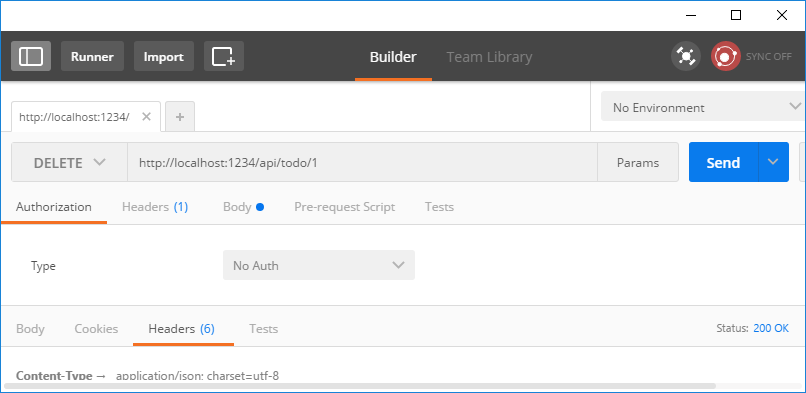 Runner Import Builder Team Library SYNC OFF
http://localhost:1234/ No Environment
DELETE http://localhost:1234/api/todo/1 Params Send
Authorization Headers (1) Body Pre-request Script Tests
Type No Auth
Body Cookies Headers (6) Tests Status: 200 OK
Content-Type → application/json; charset=utf-8